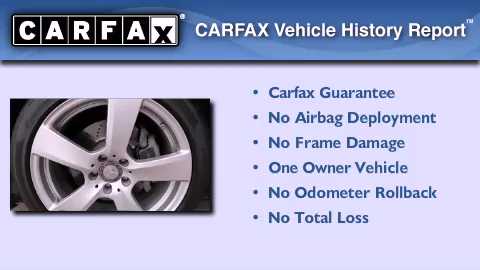 CARFAX®
CARFAX Vehicle History Report™
• Carfax Guarantee
• No Airbag Deployment
• No Frame Damage
• One Owner Vehicle
• No Odometer Rollback
• No Total Loss